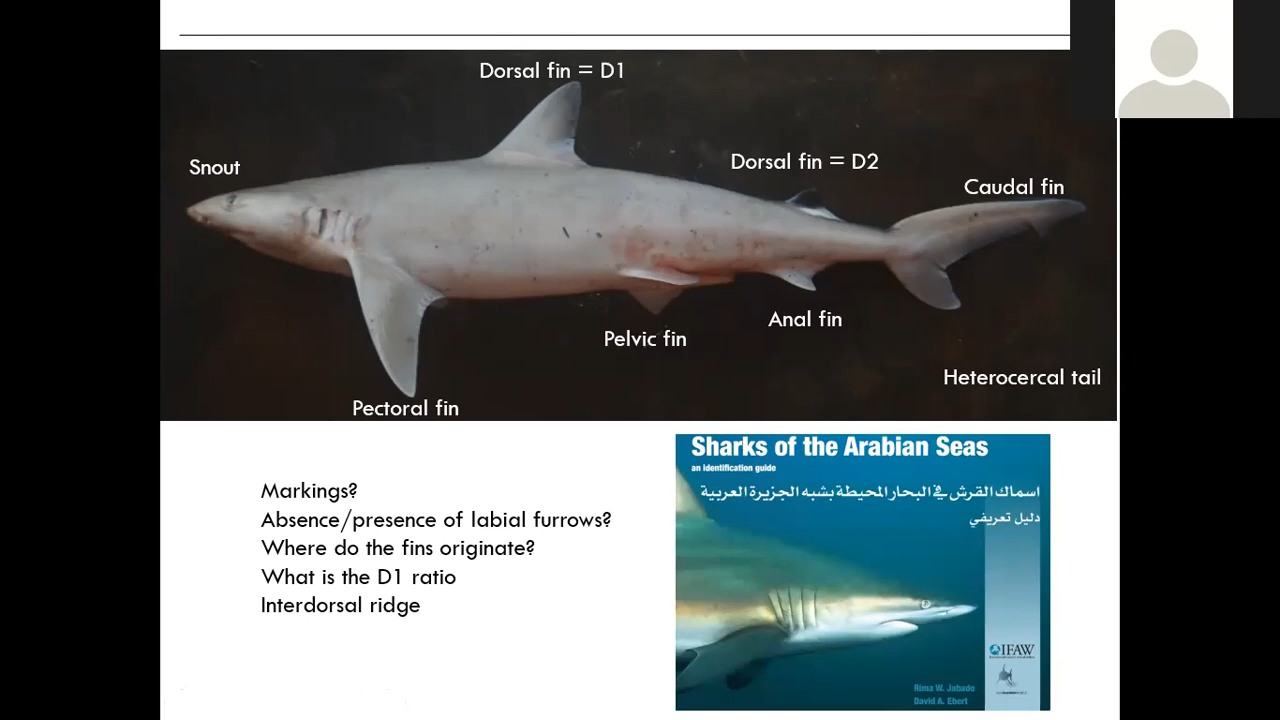 Dorsal fin = D1
Snout
Dorsal fin = D2
Caudal fin
Anal fin
Pelvic fin
Heterocercal tail
Pectoral fin
Markings?
Absence/presence of labial furrows?
Where do the fins originate?
What is the D1 ratio
Interdorsal ridge
Sharks of the Arabian Seas
an identification guide
اسماك القرش في البحار المحيطة بشبه الجزيرة العربية
دليل تعريفي
IFAW
Rima W. Jabado
David A. Ebert